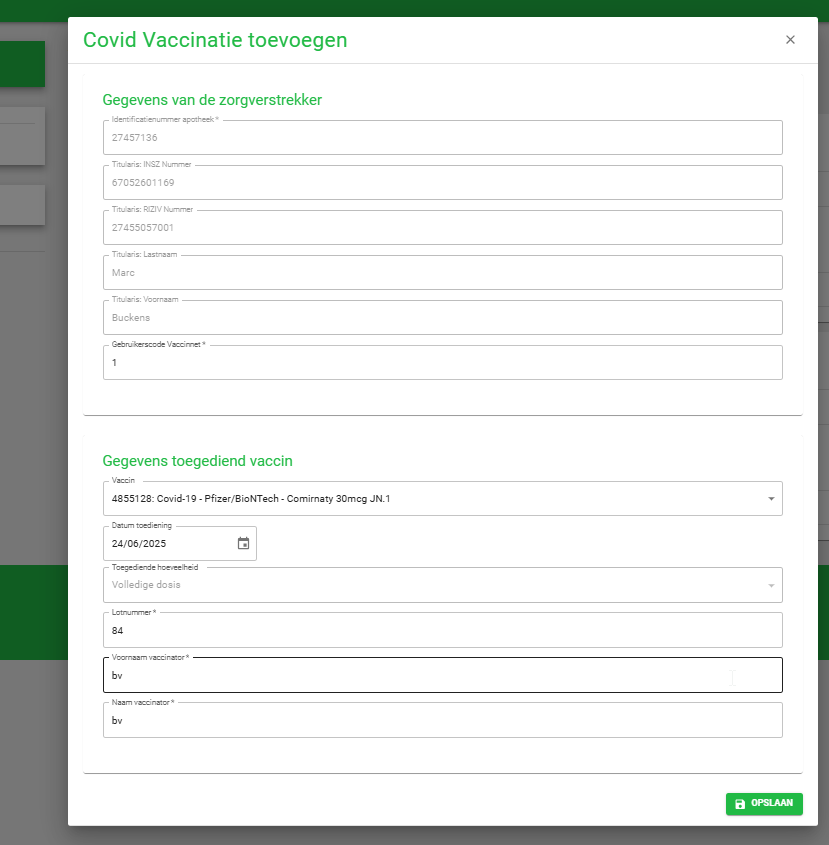 Covid Vaccinatie toevoegen
Gegevens van de zorgverstrekker
Identificatienummer apotheek *
27457136
Titularis: INSZ Nummer
67052601169
Titularis: RIZIV Nummer
27455057001
Titularis: Lastnaam
Marc
Titularis: Voornaam
Buckens
Gebruikerscode Vaccinnet *
1
Gegevens toegediend vaccin
Vaccin
4855128: Covid-19 - Pfizer/BioNTech - Comirnaty 30mcg JN.1
Datum toediening
24/06/2025
Toegediende hoeveelheid
Volledige dosis
Lotnummer *
84
Voornaam vaccinator *
bv
Naam vaccinator *
bv
OPSLAAN